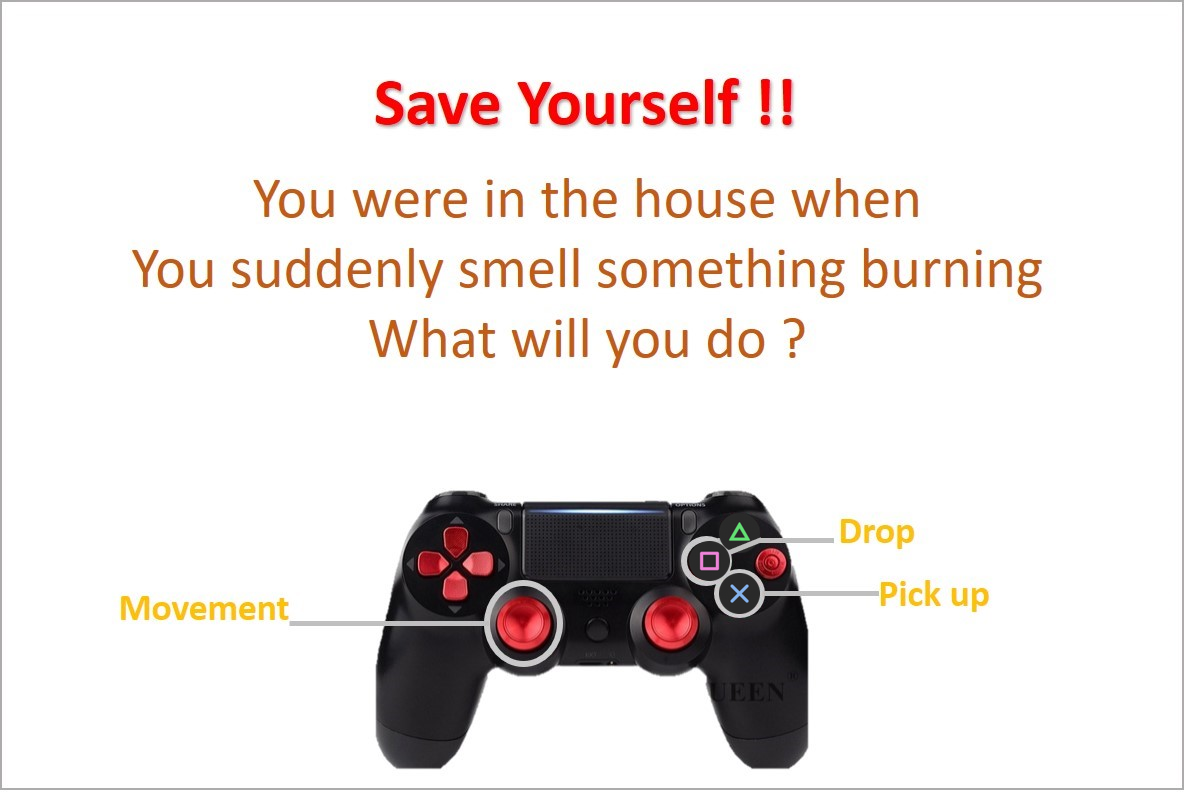 Save Yourself !!
You were in the house when
You suddenly smell something burning
What will you do ?
SHARE
OPTIONS
Drop
Pick up
Movement
UEEN®